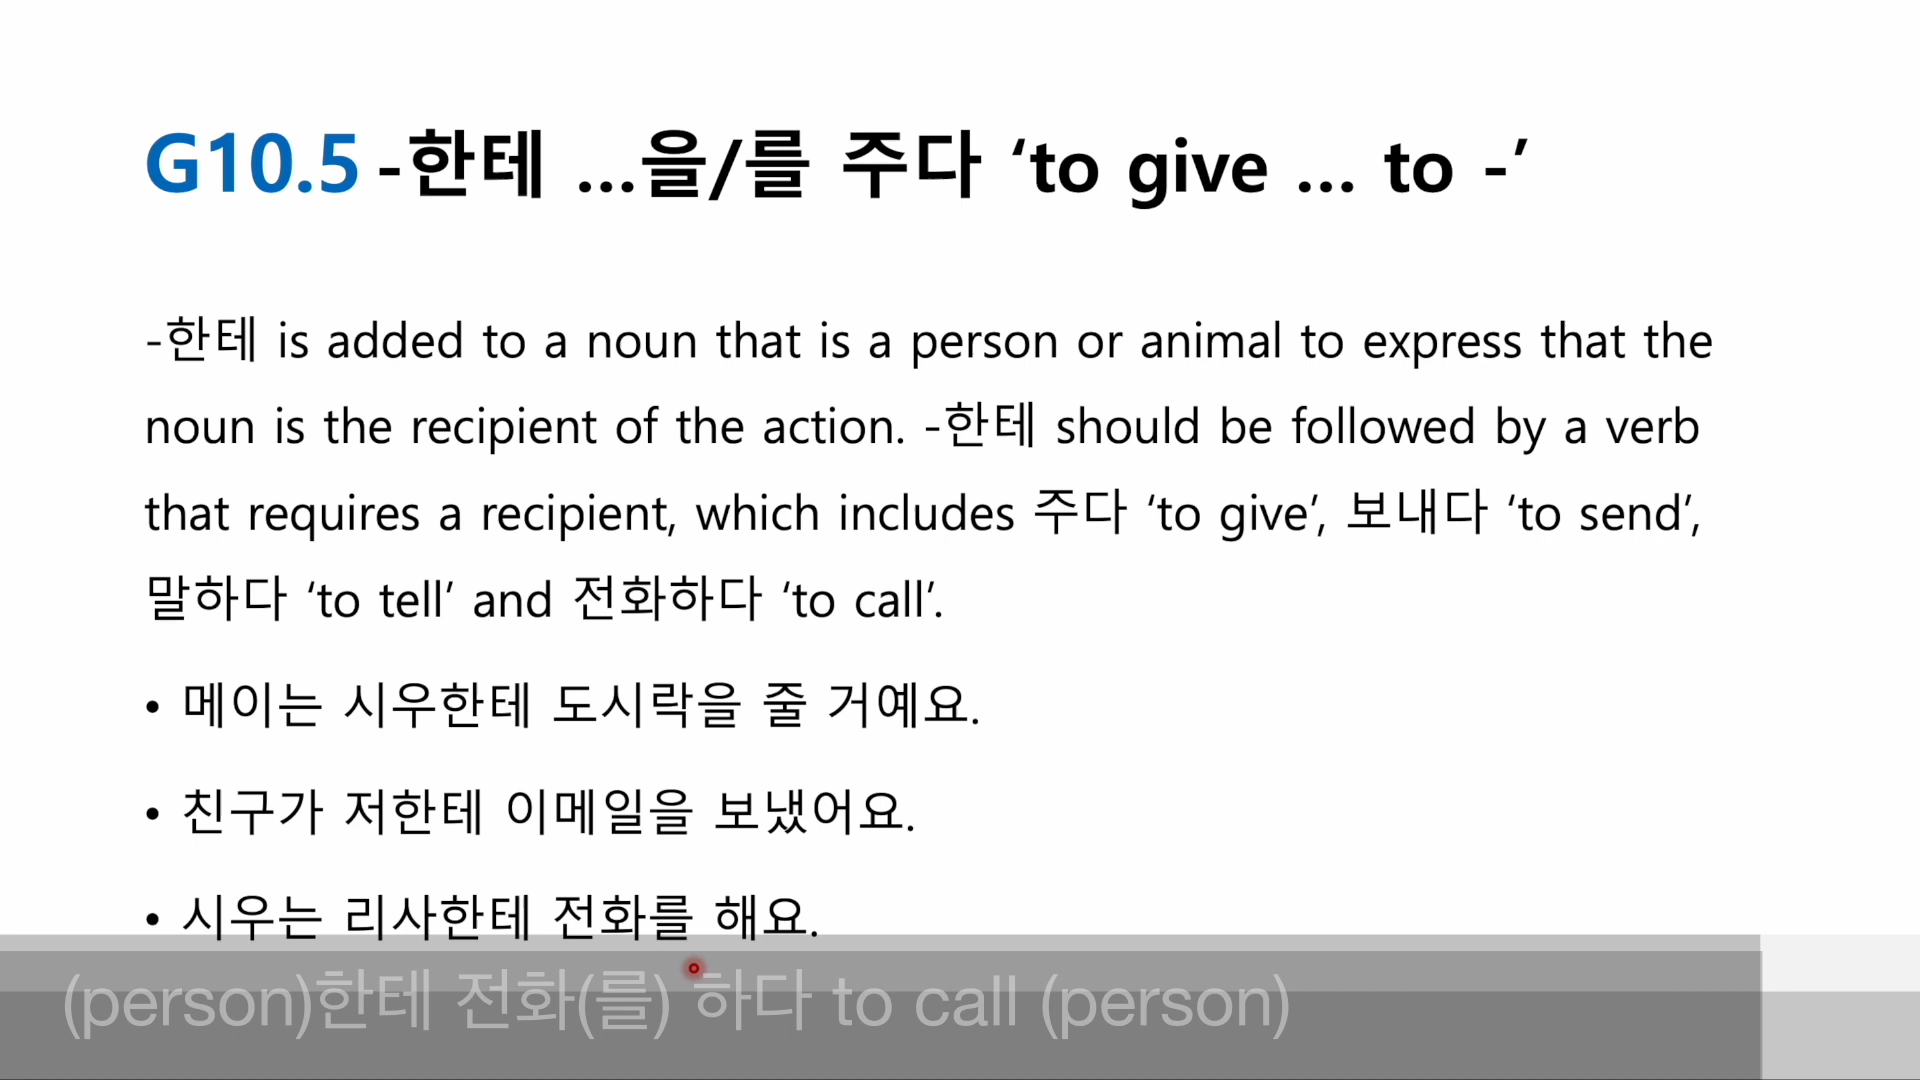 G10.5 -한테 ...을/를 주다 ‘to give ... to -’
-한테 is added to a noun that is a person or animal to express that the
noun is the recipient of the action. -한테 should be followed by a verb
that requires a recipient, which includes 주다 ‘to give’, 보내다 ‘to send’,
말하다 ‘to tell’ and 전화하다 ‘to call’.
• 메이는 시우한테 도시락을 줄 거예요.
• 친구가 저한테 이메일을 보냈어요.
• 시우는 리사한테 전화를 해요.
(person)한테 전화(를) 하다 to call (person)